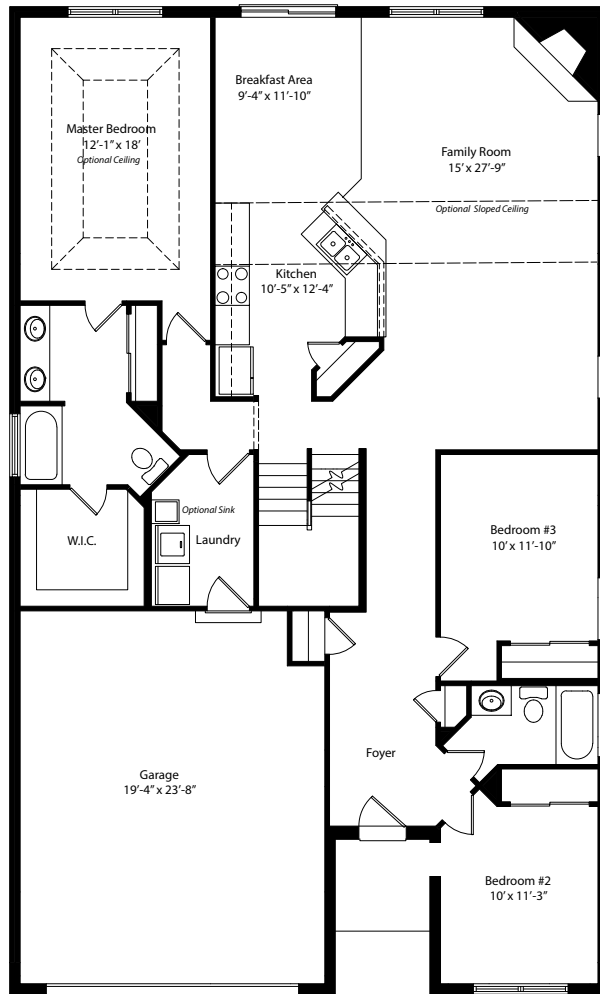 Breakfast Area
9'-4" x 11'-10"
Master Bedroom
12'-1" x 18'
Optional Ceiling
Family Room
15' x 27'-9"
Optional Sloped Ceiling
Kitchen
10'-5" x 12'-4"
Optional Sink
Laundry
W.I.C.
Bedroom #3
10' x 11'-10"
Foyer
Garage
19'-4" x 23'-8"
Bedroom #2
10' x 11'-3"